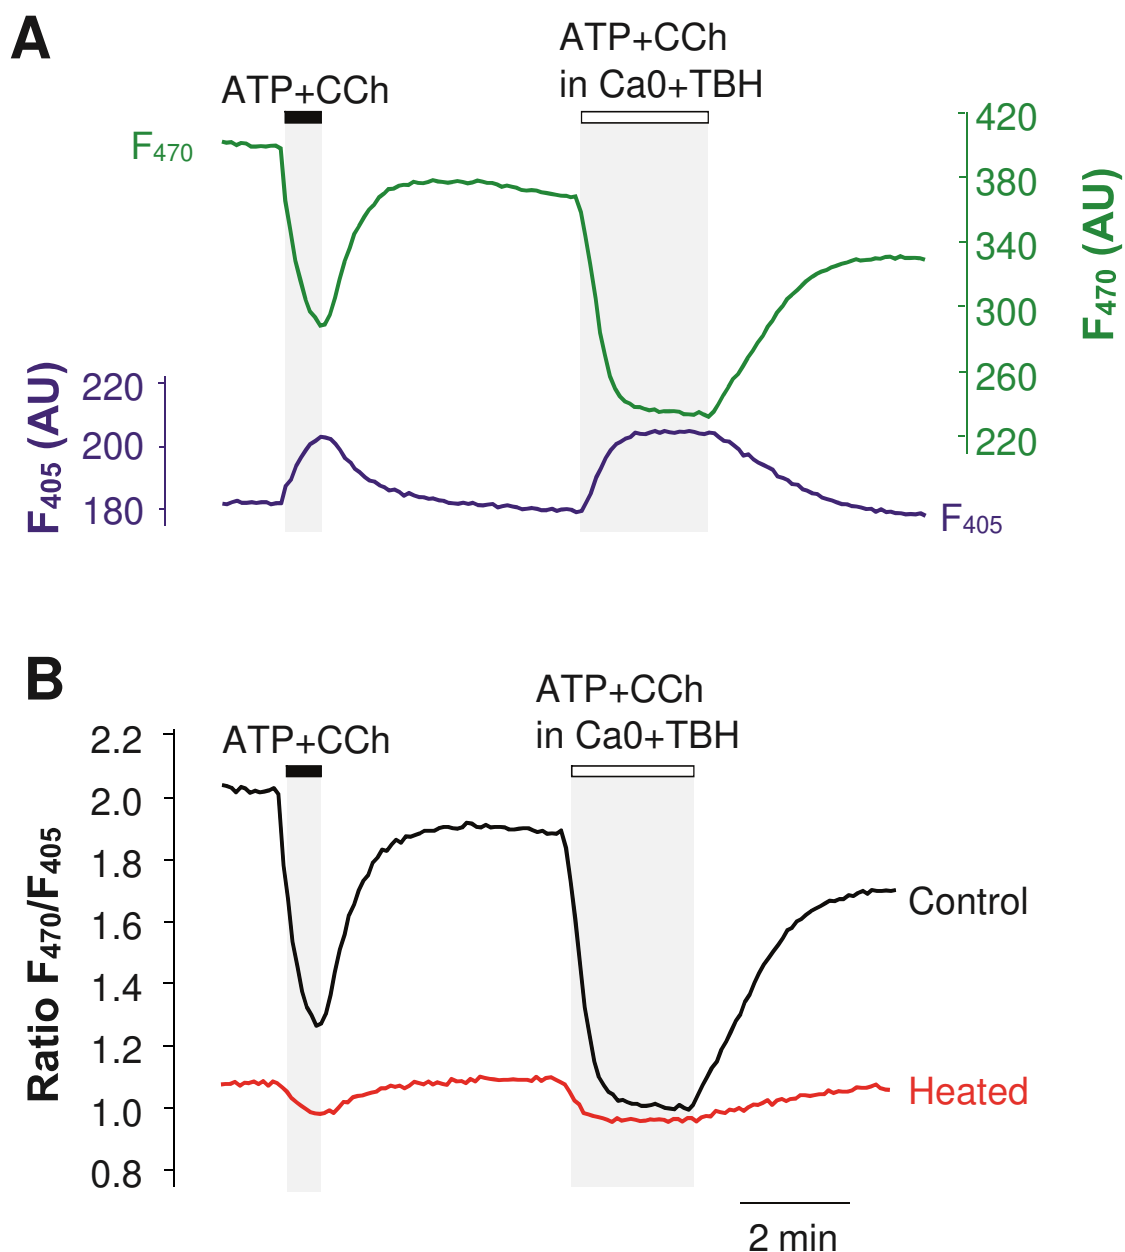 A
ATP+CCh
ATP+CCh
in Ca0+TBH
F470
420
380
340
300
260
220
F470 (AU)
F405 (AU)
220
200
180
F405
B
ATP+CCh
ATP+CCh
in Ca0+TBH
Ratio F470/F405
2.2
2.0
1.8
1.6
1.4
1.2
1.0
0.8
Control
Heated
2 min